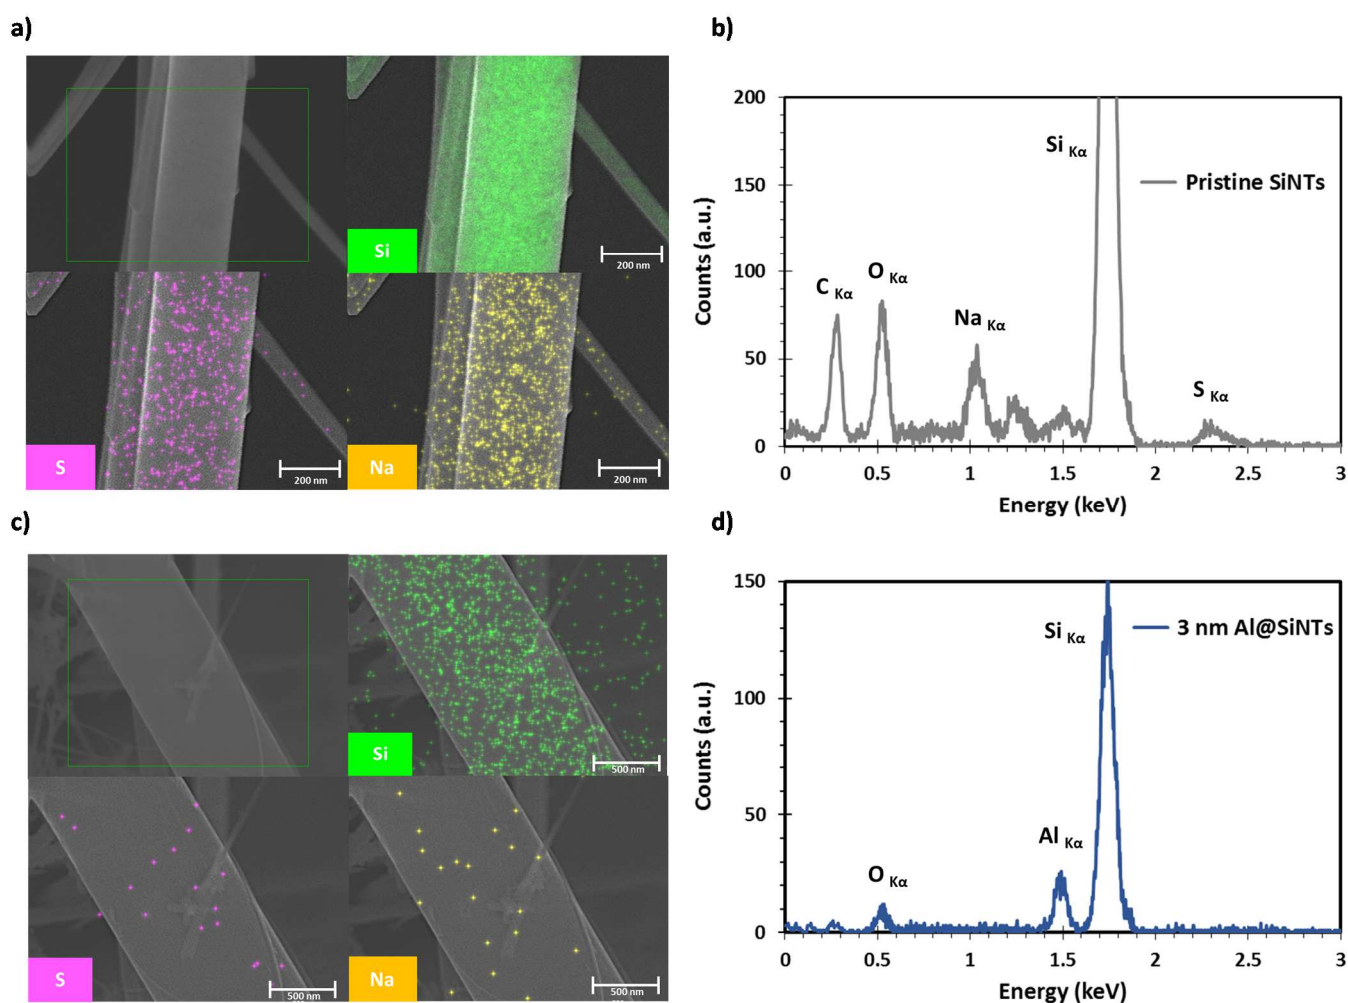 a)
Si
200 nm
S
200 nm
Na
200 nm
b)
200
150
100
50
0
Counts (a.u.)
C Kα
O Kα
Na Kα
Si Kα
S Kα
Pristine SiNTs
0 0.5 1 1.5 2 2.5 3
Energy (keV)
c)
Si
500 nm
S
500 nm
Na
500 nm
d)
150
100
50
0
Counts (a.u.)
O Kα
Al Kα
Si Kα
3 nm Al@SiNTs
0 0.5 1 1.5 2 2.5 3
Energy (keV)